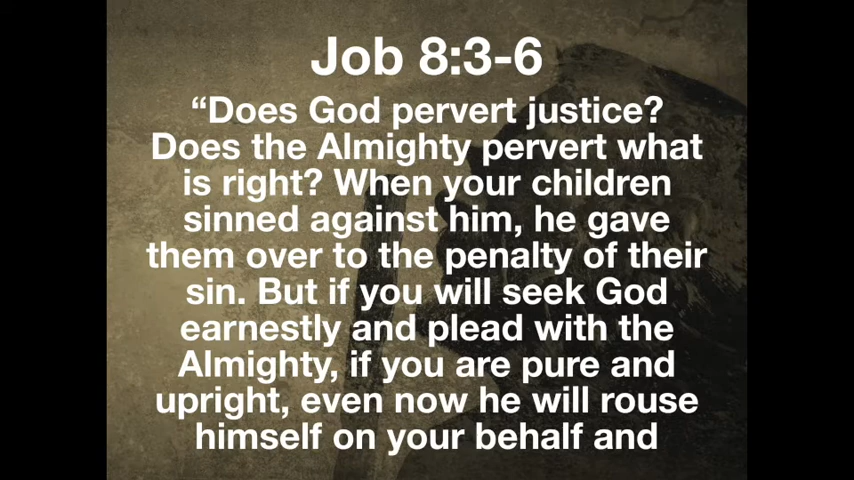 Job 8:3-6
“Does God pervert justice?
Does the Almighty pervert what
is right? When your children
sinned against him, he gave
them over to the penalty of their
sin. But if you will seek God
earnestly and plead with the
Almighty, if you are pure and
upright, even now he will rouse
himself on your behalf and